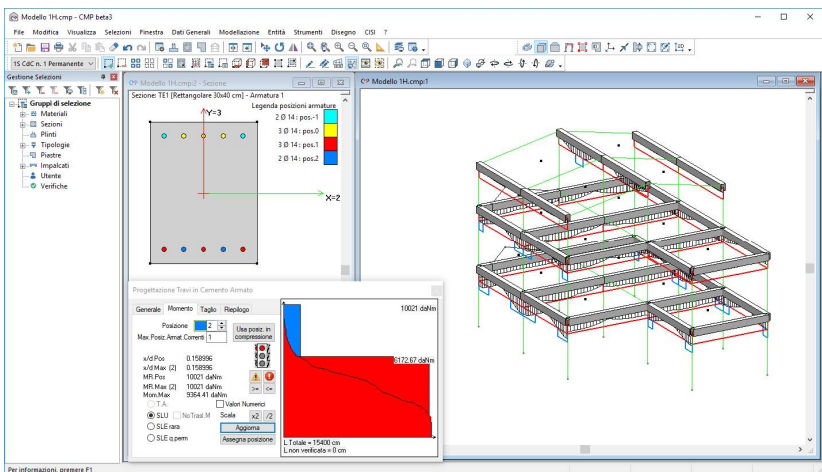 Modello 1H.cmp - CMP beta3
File Modifica Visualizza Selezioni Finestra Dati Generali Modellazione Entità Strumenti Disegno CISI ?
1S CdC n. 1 Permanente
Gestione Selezioni
Gruppi di selezione
Materiali
Sezioni
Plinti
Tipologie
Piastre
Impalcati
Utente
Verifiche
Modello 1H.cmp:2 - Sezione
Sezione: TE1 [Rettangolare 30x40 cm] - Armatura 1
Legenda posizioni armature
2 Ø 14 : pos.-1
3 Ø 14 : pos.0
3 Ø 14 : pos.1
2 Ø 14 : pos.2
Y=3
X=2
Modello 1H.cmp:1
Progettazione Travi in Cemento Armato
Generale Momento Taglio Riepilogo
Posizione 2
Max.Posiz.Armat.Correnti 1
Usa posiz. in compressione
x/d Pos 0.158996
x/d Max (2) 0.158996
MR.Pos 10021 daNm
MR.Max (2) 10021 daNm
Mom.Max 9364.41 daNm
>= <=
T.A. Valori Numerici
SLU No Trasl.M Scala x2 /2
SLE rara Aggiorna
SLE q.perm Assegna posizione
10021 daNm
6172.67 daNm
L.Totale = 15400 cm
L.non verificata = 0 cm
Per informazioni, premere F1